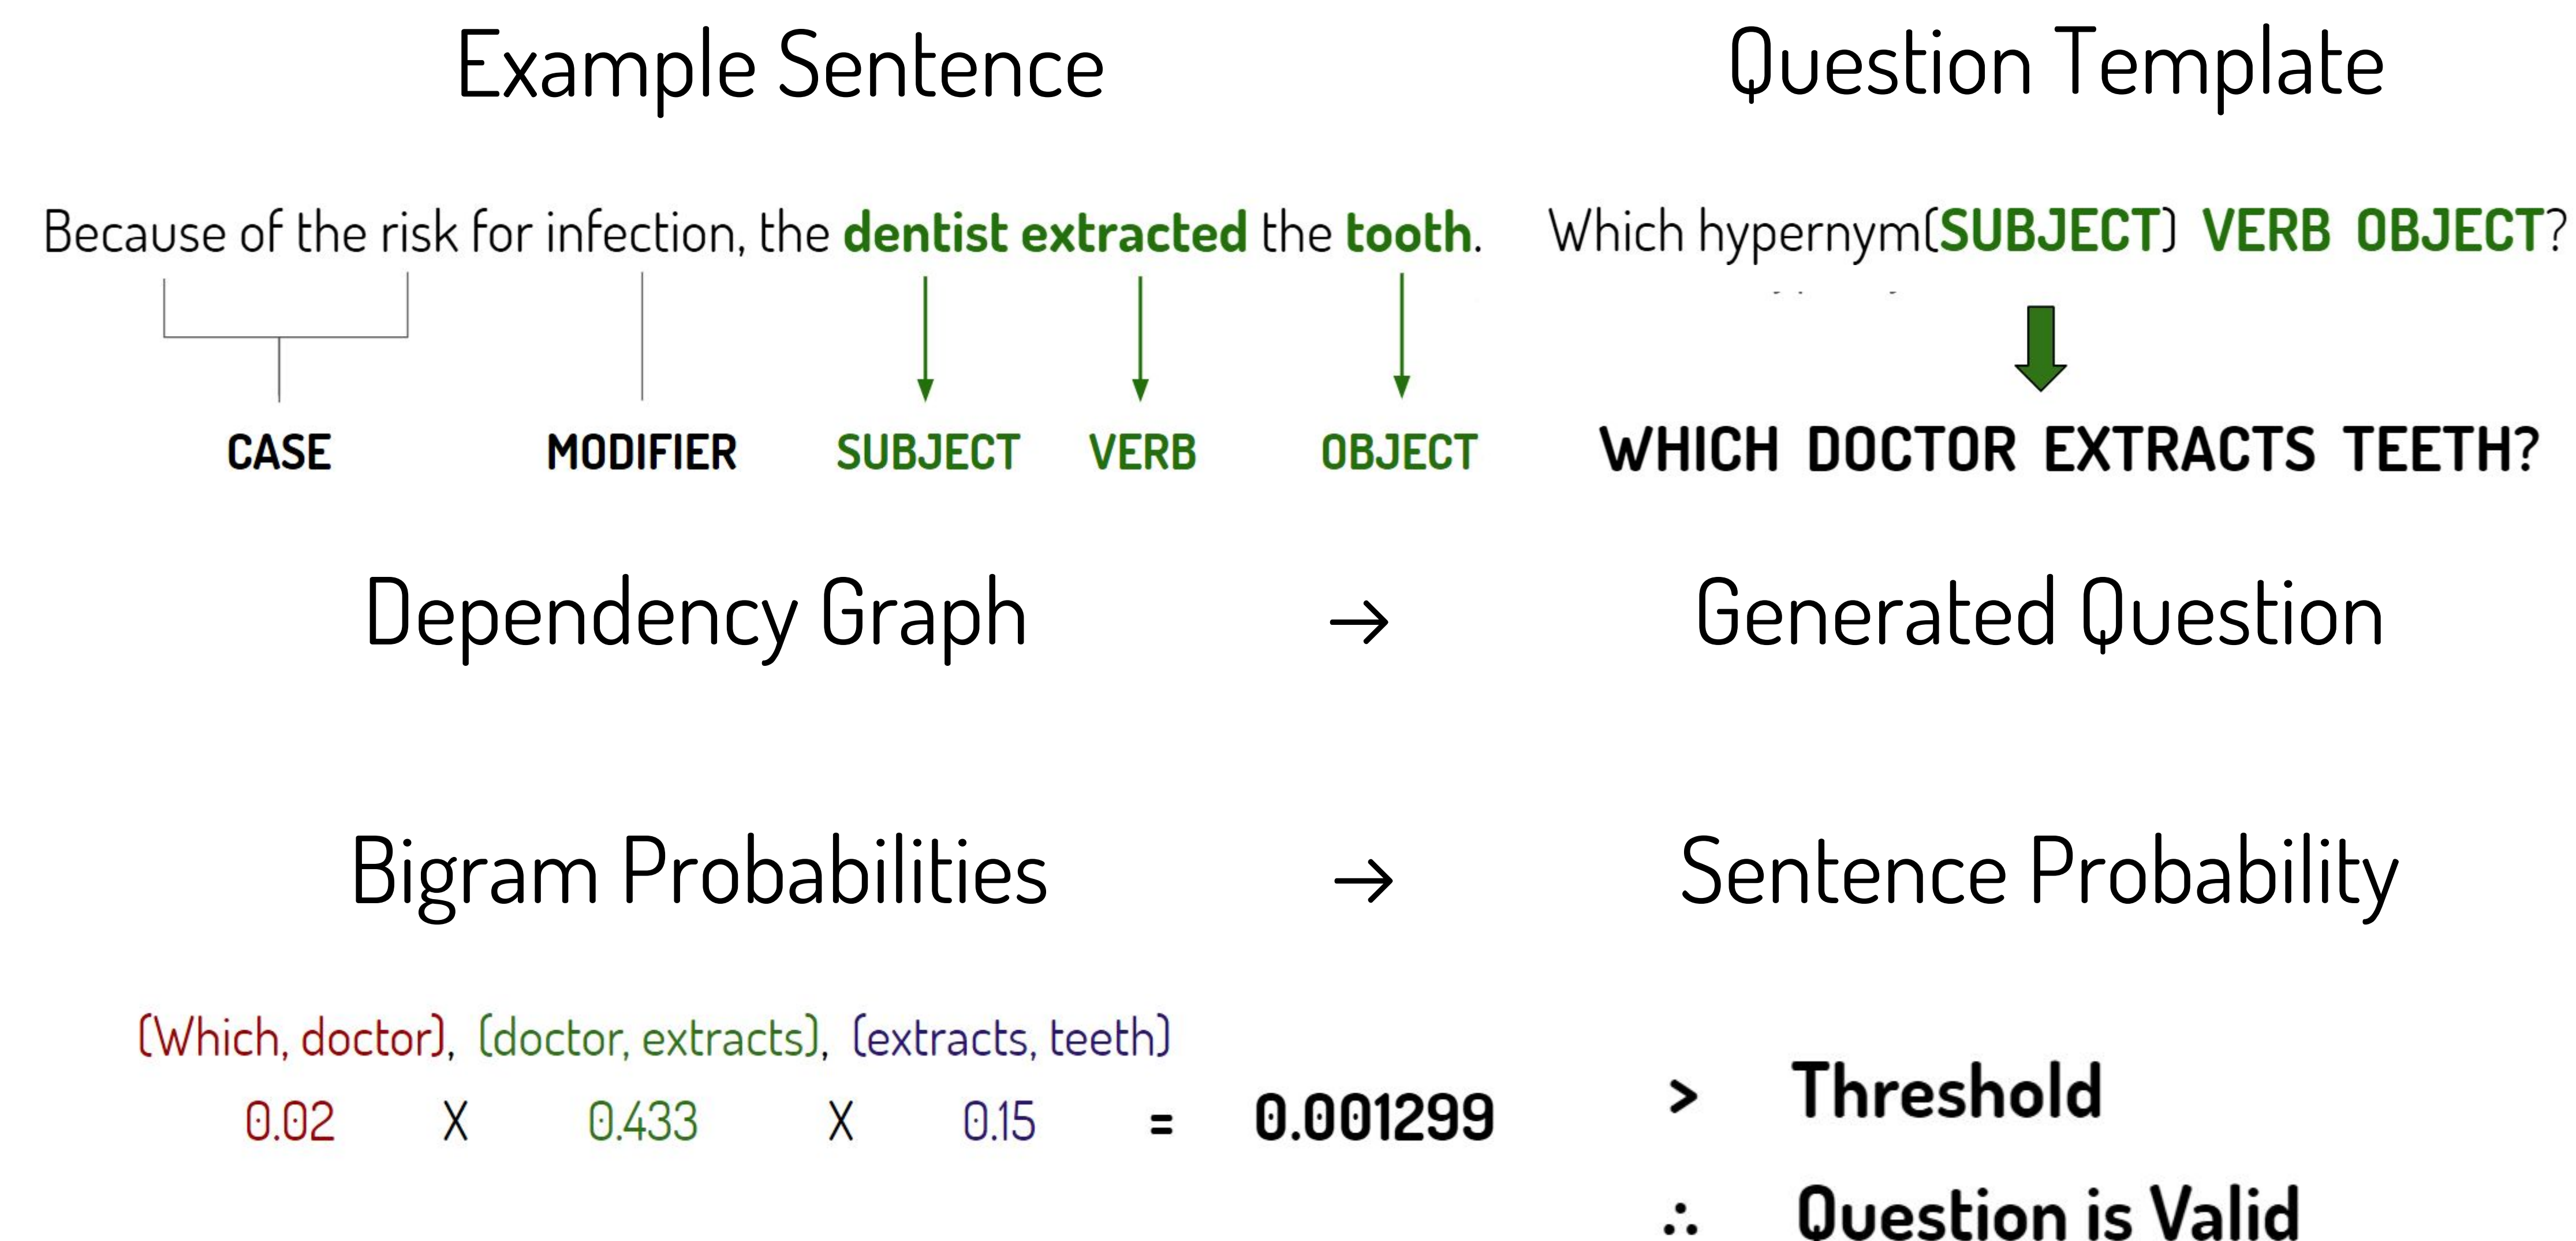 Example Sentence
Question Template
Because of the risk for infection, the dentist extracted the tooth.
Which hypernym(SUBJECT) VERB OBJECT?
CASE MODIFIER SUBJECT VERB OBJECT
WHICH DOCTOR EXTRACTS TEETH?
Dependency Graph → Generated Question
Bigram Probabilities → Sentence Probability
(Which, doctor), (doctor, extracts), (extracts, teeth)
0.02 X 0.433 X 0.15 = 0.001299 > Threshold
∴ Question is Valid